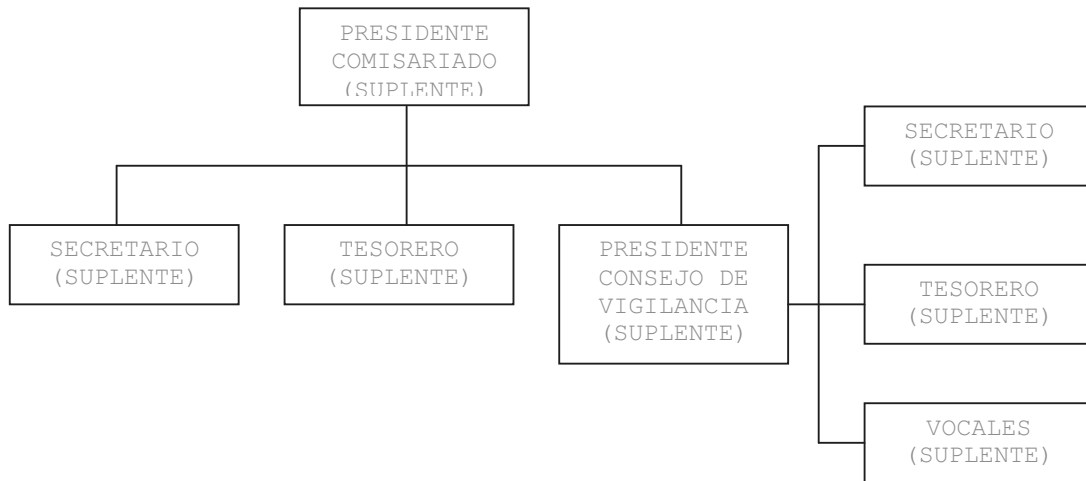 PRESIDENTE
COMISARIADO
(SUPLENTE)
SECRETARIO
(SUPLENTE)
TESORERO
(SUPLENTE)
PRESIDENTE
CONSEJO DE
VIGILANCIA
(SUPLENTE)
SECRETARIO
(SUPLENTE)
TESORERO
(SUPLENTE)
VOCALES
(SUPLENTE)